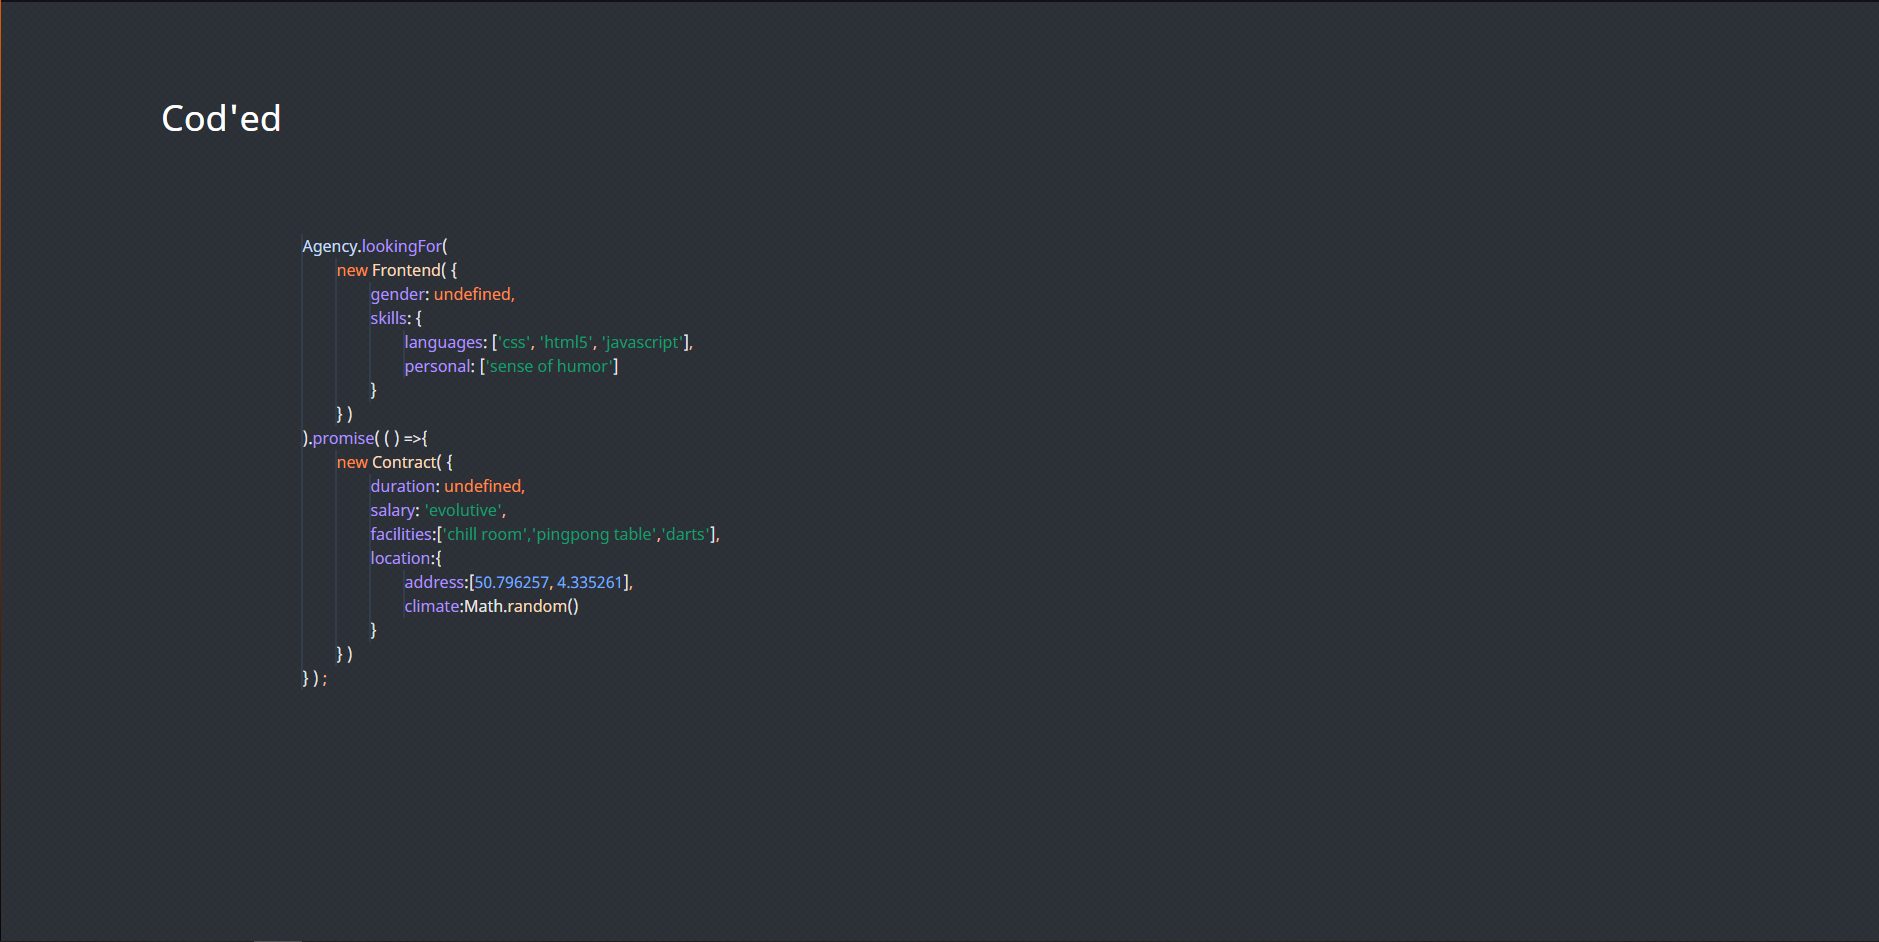 Cod'ed
Agency.lookingFor(
new Frontend( {
gender: undefined,
skills: {
languages: ['css', 'html5', 'javascript'],
personal: ['sense of humor']
}
} )
).promise( ( ) =>{
new Contract( {
duration: undefined,
salary: 'evolutive',
facilities:['chill room','pingpong table','darts'],
location:{
address:[50.796257, 4.335261],
climate:Math.random()
}
} )
} ) ;